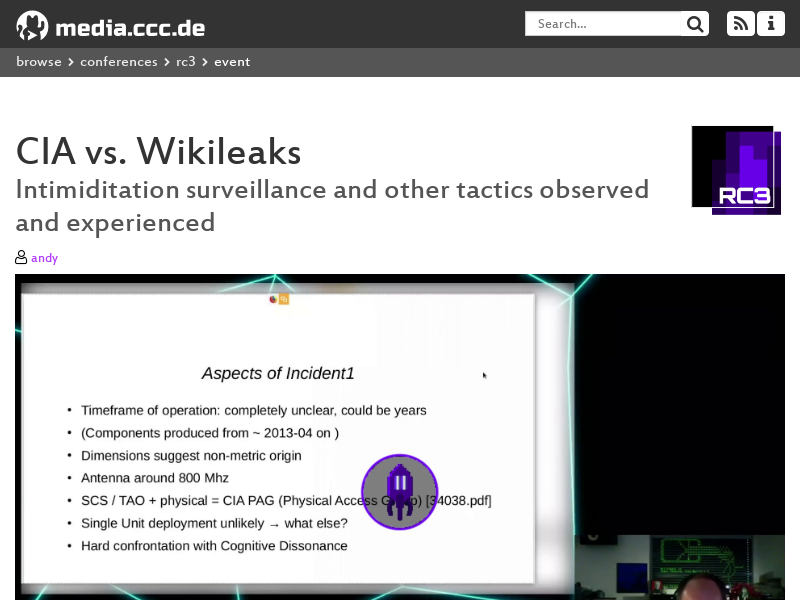 media.ccc.de
Search…
browse > conferences > rc3 > event
CIA vs. Wikileaks
Intimiditation surveillance and other tactics observed
and experienced
RC3
andy
Aspects of Incident1
• Timeframe of operation: completely unclear, could be years
• (Components produced from ~ 2013-04 on )
• Dimensions suggest non-metric origin
• Antenna around 800 Mhz
• SCS / TAO + physical = CIA PAG (Physical Access [34038.pdf]
• Single Unit deployment unlikely → what else?
• Hard confrontation with Cognitive Dissonance